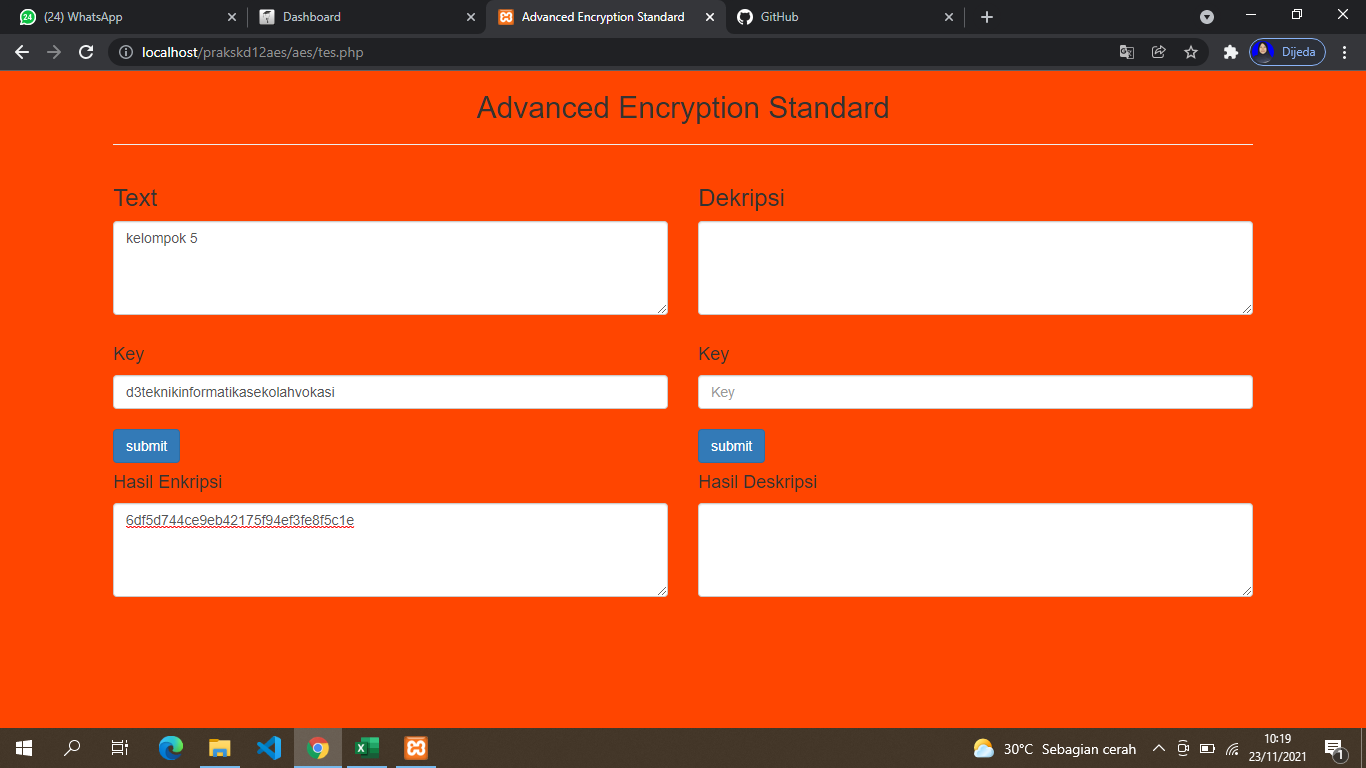 (24) WhatsApp
Dashboard
Advanced Encryption Standard
GitHub
localhost/prakskd12aes/aes/tes.php
Dijeda
Advanced Encryption Standard
Text
kelompok 5
Key
d3teknikinformatikasekolahvokasi
submit
Hasil Enkripsi
6df5d744ce9eb42175f94ef3fe8f5c1e
Dekripsi
Key
Key
submit
Hasil Deskripsi
30°C Sebagian cerah
10:19
23/11/2021
1